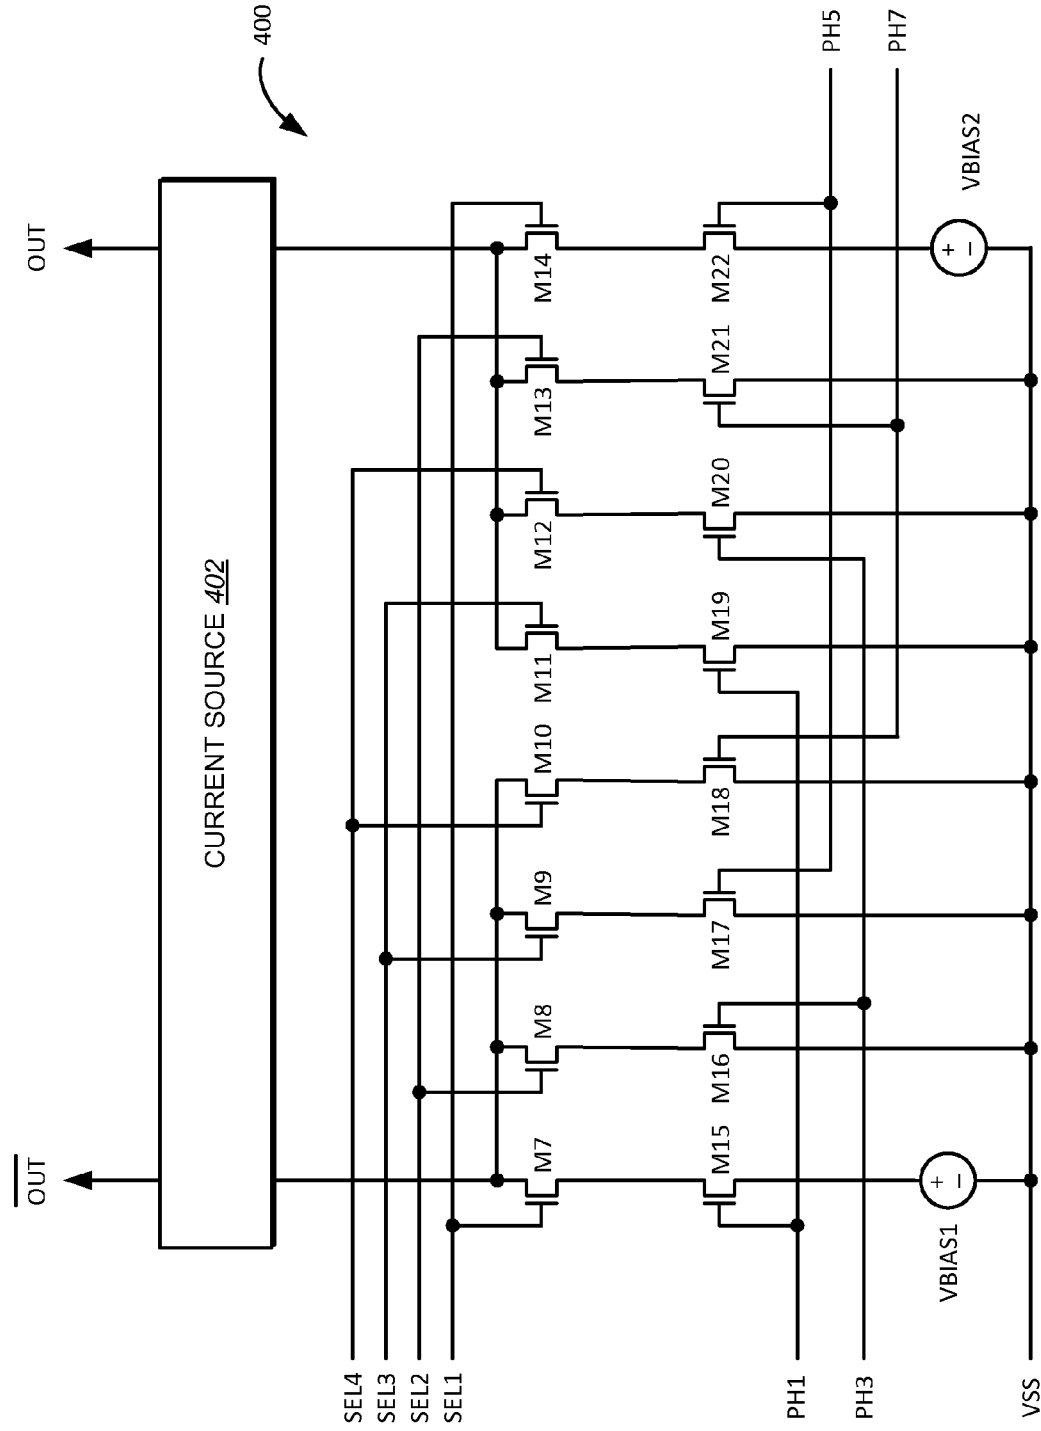 OUT
OUT
CURRENT SOURCE 402
400
SEL4
SEL3
SEL2
SEL1
M7
M8
M9
M10
M11
M12
M13
M14
M15
M16
M17
M18
M19
M20
M21
M22
PH1
PH5
PH3
PH7
VBIAS1
+ −
VBIAS2
+ −
VSS